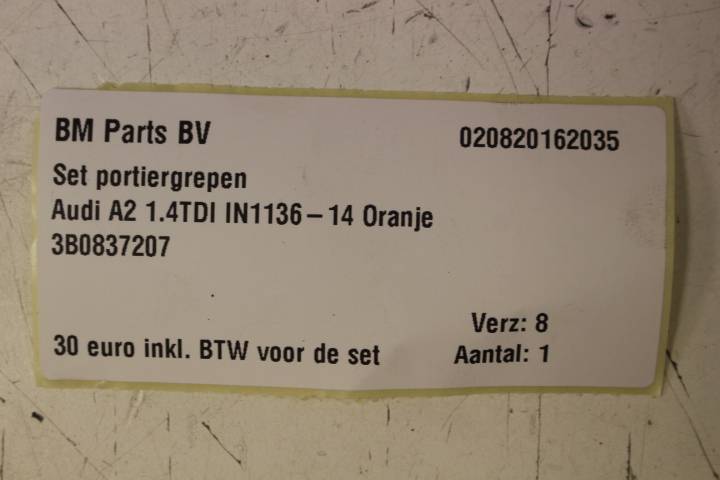 BM Parts BV 020820162035
Set portiergrepen
Audi A2 1.4TDI IN1136-14 Oranje
3B0837207
Verz: 8
30 euro inkl. BTW voor de set Aantal: 1